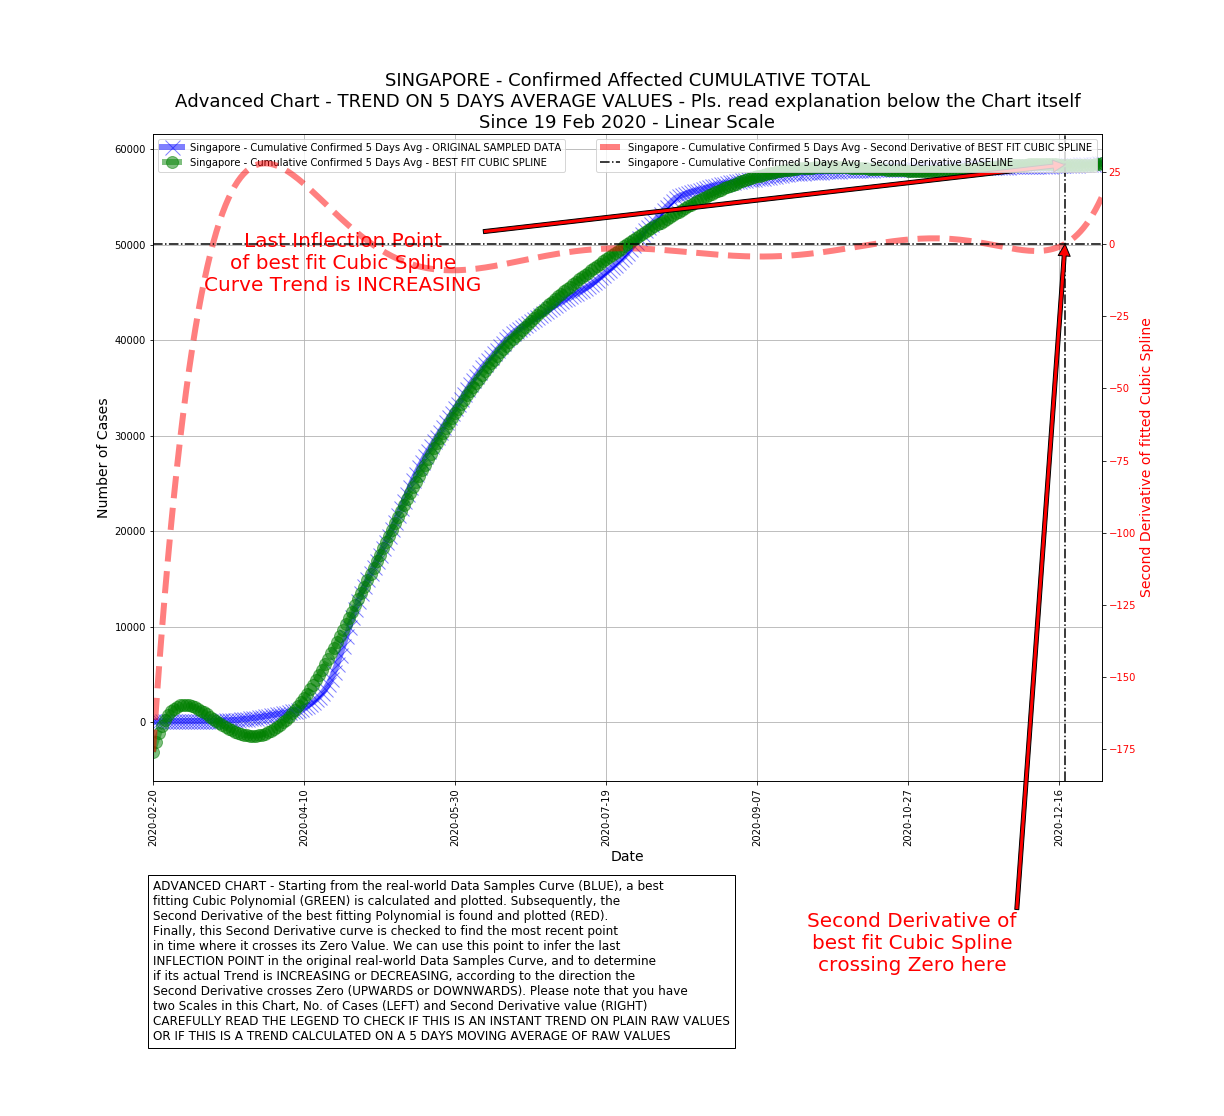 SINGAPORE - Confirmed Affected CUMULATIVE TOTAL
Advanced Chart - TREND ON 5 DAYS AVERAGE VALUES - Pls. read explanation below the Chart itself
Since 19 Feb 2020 - Linear Scale
Singapore - Cumulative Confirmed 5 Days Avg - ORIGINAL SAMPLED DATA
Singapore - Cumulative Confirmed 5 Days Avg - BEST FIT CUBIC SPLINE
Singapore - Cumulative Confirmed 5 Days Avg - Second Derivative of BEST FIT CUBIC SPLINE
Singapore - Cumulative Confirmed 5 Days Avg - Second Derivative BASELINE
Last Inflection Point
of best fit Cubic Spline
Curve Trend is INCREASING
Number of Cases
60000
50000
40000
30000
20000
10000
0
25
0
−25
−50
−75
−100
−125
−150
−175
Second Derivative of fitted Cubic Spline
2020-02-20
2020-04-10
2020-05-30
2020-07-19
2020-09-07
2020-10-27
2020-12-16
Date
Second Derivative of
best fit Cubic Spline
crossing Zero here
ADVANCED CHART - Starting from the real-world Data Samples Curve (BLUE), a best
fitting Cubic Polynomial (GREEN) is calculated and plotted. Subsequently, the
Second Derivative of the best fitting Polynomial is found and plotted (RED).
Finally, this Second Derivative curve is checked to find the most recent point
in time where it crosses its Zero Value. We can use this point to infer the last
INFLECTION POINT in the original real-world Data Samples Curve, and to determine
if its actual Trend is INCREASING or DECREASING, according to the direction the
Second Derivative crosses Zero (UPWARDS or DOWNWARDS). Please note that you have
two Scales in this Chart, No. of Cases (LEFT) and Second Derivative value (RIGHT)
CAREFULLY READ THE LEGEND TO CHECK IF THIS IS AN INSTANT TREND ON PLAIN RAW VALUES
OR IF THIS IS A TREND CALCULATED ON A 5 DAYS MOVING AVERAGE OF RAW VALUES